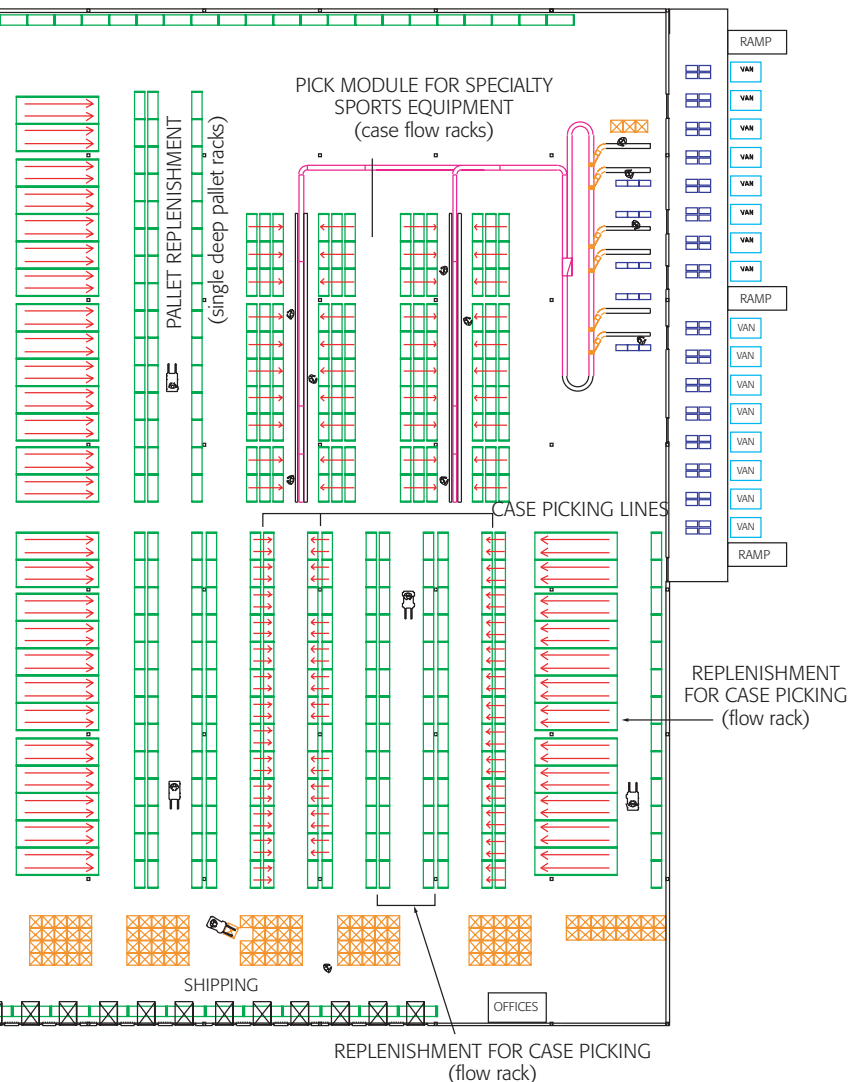 RAMP
VAN
VAN
VAN
VAN
VAN
VAN
VAN
VAN
RAMP
VAN
VAN
VAN
VAN
VAN
VAN
VAN
VAN
RAMP
PICK MODULE FOR SPECIALTY
SPORTS EQUIPMENT
(case flow racks)
PALLET REPLENISHMENT
(single deep pallet racks)
CASE PICKING LINES
REPLENISHMENT
FOR CASE PICKING
(flow rack)
SHIPPING
OFFICES
REPLENISHMENT FOR CASE PICKING
(flow rack)